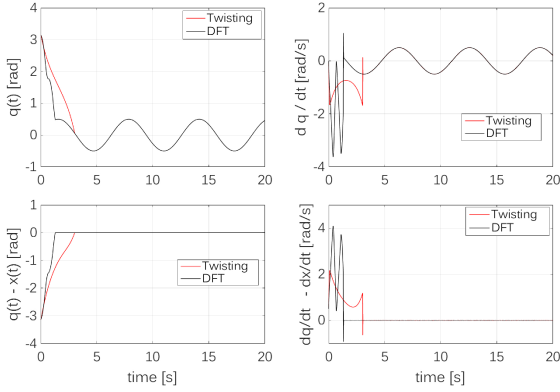 q(t) [rad]
4
3
2
1
0
-1
0 5 10 15 20
Twisting
DFT
d q / dt [rad/s]
2
0
-2
-4
0 5 10 15 20
Twisting
DFT
q(t) - x(t) [rad]
1
0
-1
-2
-3
-4
0 5 10 15 20
time [s]
Twisting
DFT
dq/dt - dx/dt [rad/s]
4
2
0
0 5 10 15 20
time [s]
Twisting
DFT